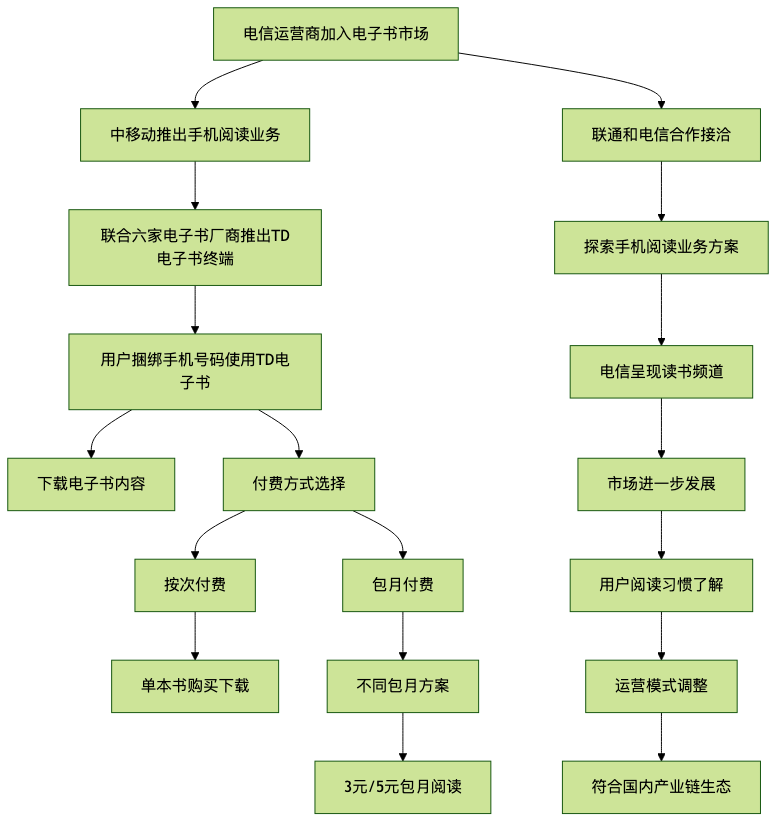 电信运营商加入电子书市场
中移动推出手机阅读业务
联通和电信合作接洽
联合六家电子书厂商推出TD
电子书终端
探索手机阅读业务方案
用户捆绑手机号码使用TD电
子书
电信呈现读书频道
下载电子书内容
付费方式选择
市场进一步发展
按次付费
包月付费
用户阅读习惯了解
单本书购买下载
不同包月方案
运营模式调整
3元/5元包月阅读
符合国内产业链生态